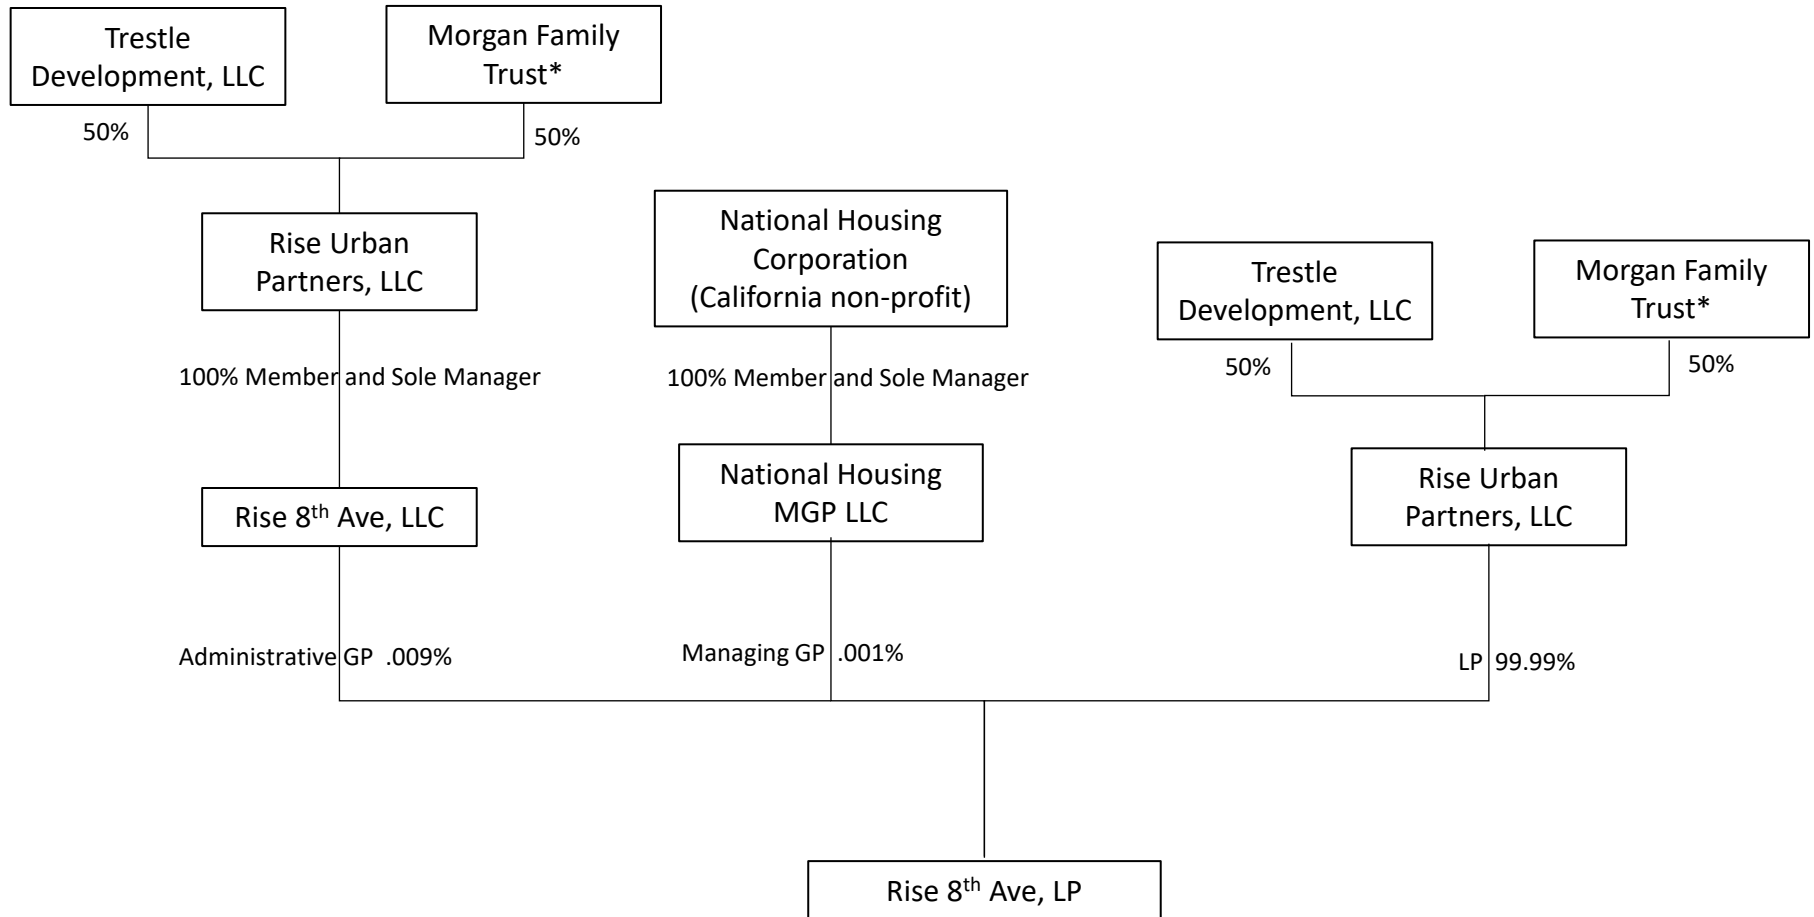 Trestle
Development, LLC
Morgan Family
Trust*
50%
50%
Rise Urban
Partners, LLC
National Housing
Corporation
(California non-profit)
Trestle
Development, LLC
Morgan Family
Trust*
100% Member and Sole Manager
100% Member and Sole Manager
50%
50%
Rise 8th Ave, LLC
National Housing
MGP LLC
Rise Urban
Partners, LLC
Administrative GP .009%
Managing GP .001%
LP 99.99%
Rise 8th Ave, LP